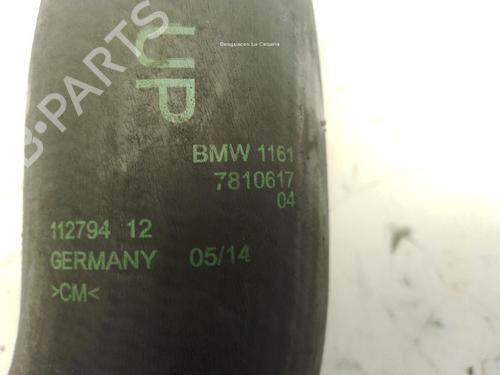 B-PARTS
Desguaces La Cabaña
UP
BMW 1161
7810617
04
112794 12
GERMANY 05/14
>CM<